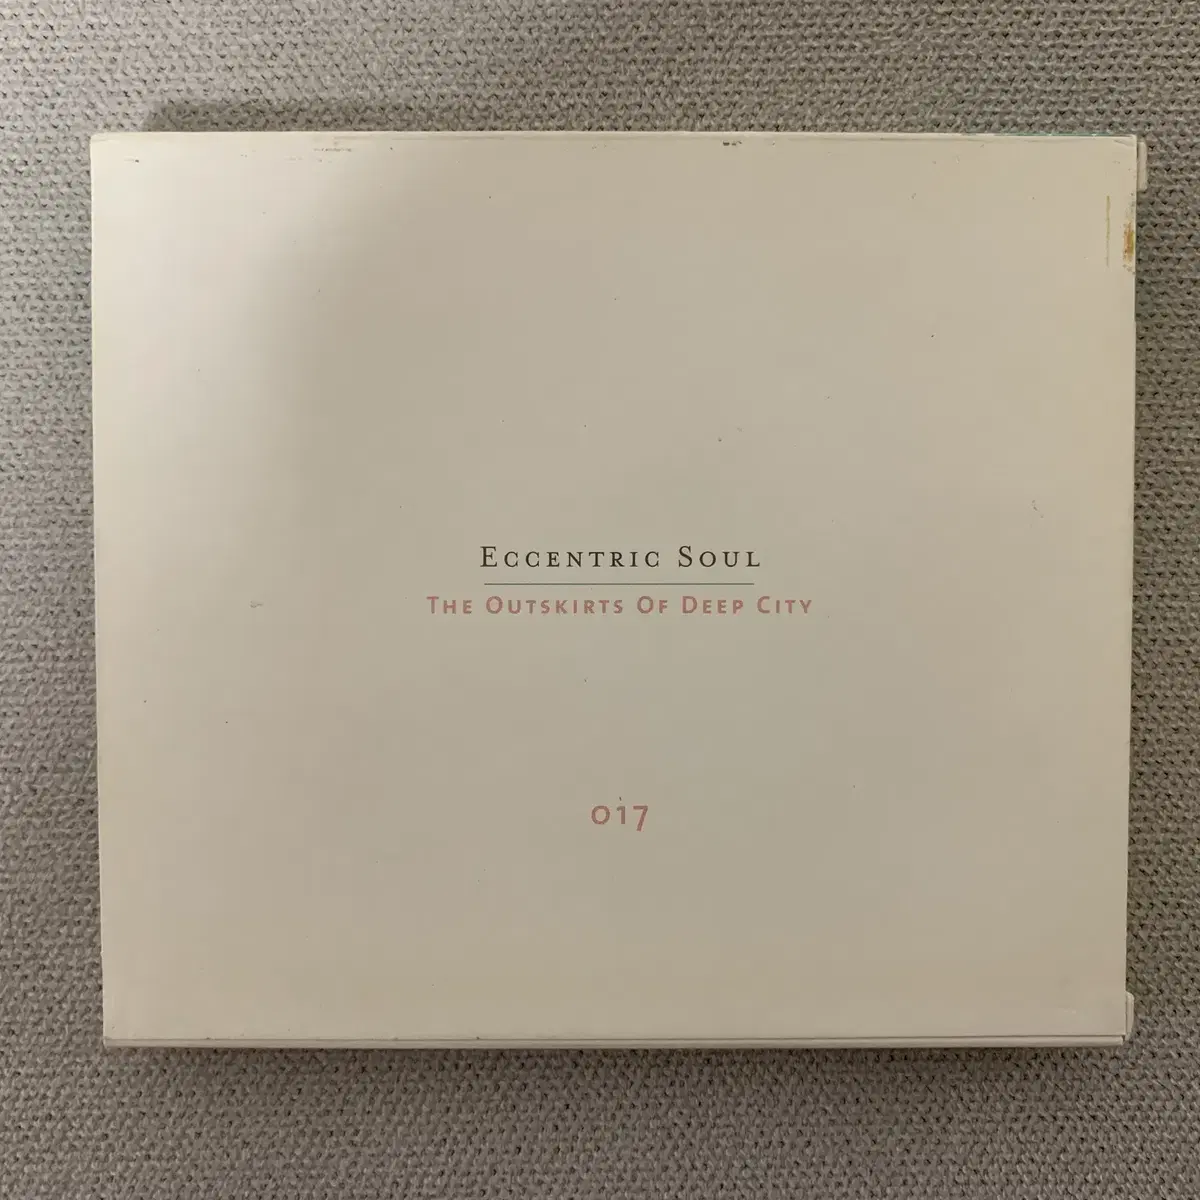 Eccentric Soul
The Outskirts Of Deep City
017